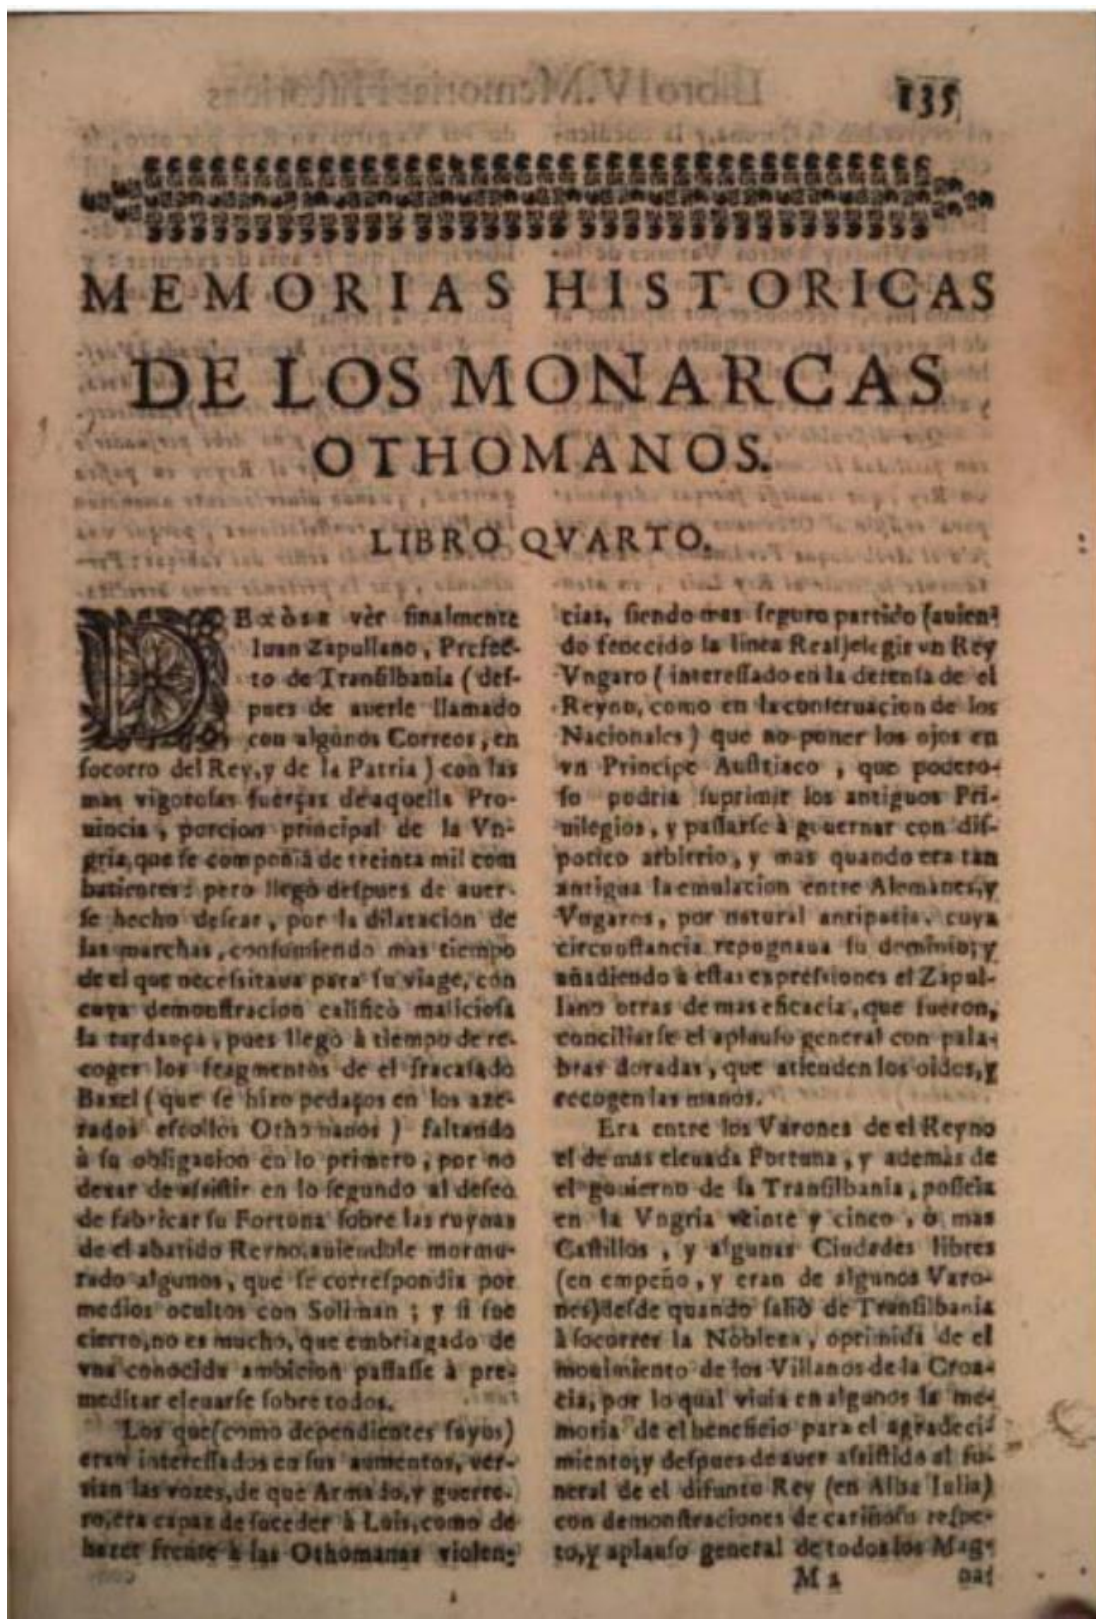 135
MEMORIAS HISTORICAS
DE LOS MONARCAS
OTHOMANOS.
LIBRO QVARTO.
DExòse vèr finalmente
Iuan Zapullano, Prefec-
to de Transilbania (des-
pues de averle llamado
con algunos Correos, en
socorro del Rey, y de la Patria) con las
mas vigorosas fuerças de aquella Pro-
uincia, porcion principal de la Vn-
gria, que se componia de treinta mil com
batientes: pero llegò despues de auer-
se hecho desear, por la dilatacion de
las marchas, consumiendo mas tiempo
de el que necessitaua para su viage, con
cuya demonstracion calificò maliciosa
la tardança, pues llegò à tiempo de re-
coger los fragmentos de el fracasado
Baxel (que se hizo pedaços en los aze-
rados escollos Othomanos) faltando
à su obligacion en lo primero, por no
dexar de assistir en lo segundo al deseo
de fabricar su Fortuna sobre las ruynas
de el abatido Reyno, auiendole mormu-
rado algunos, que se correspondia por
medios ocultos con Soliman; y si fue
cierto, no es mucho, que embriagado de
vna conocida ambicion passasse à pre-
meditar eleuarse sobre todos.
Los que (como dependientes suyos)
eran interessados en sus aumentos, ver-
tian las vozes, de que Armado, y guerre-
ro, era capaz de suceder à Luis, como de
hazer frente à las Othomanas violen-
cias, siendo mas seguro partido (auien-
do fenecido la linea Real) elegir vn Rey
Vngaro (interessado en la defensa de el
Reyno, como en la conseruacion de los
Nacionales) que no poner los ojos en
vn Principe Austriaco, que podero-
so podria suprimir los antiguos Pri-
uilegios, y passarse à gouernar con des-
potico arbitrio, y mas quando era tan
antigua la emulacion entre Alemanes, y
Vngaros, por natural antipatia, cuya
circunstancia repugnaua su dominio; y
añadiendo à estas expressiones el Zapul-
lano otras de mas eficacia, que fueron,
conciliarse el aplauso general con pala-
bras doradas, que atienden los oidos, y
recogen las manos.
Era entre los Varones de el Reyno
el de mas eleuada Fortuna, y ademàs de
el gouierno de la Transilbania, posseia
en la Vngria veinte y cinco, ò mas
Castillos, y algunas Ciudades libres
(en empeño, y eran de algunos Varo-
nes) desde quando saliò de Transilbania
à socorrer la Nobleza, oprimida de el
mouimiento de los Villanos de la Croa-
cia, por lo qual viuia en algunos la me-
moria de el beneficio para el agradeci-
miento; y despues de auer assistido al fu-
neral de el difunto Rey (en Alba Iulia)
con demonstraciones de cariñoso respe-
to, y aplauso general de todos los Mag-
M 2 nas